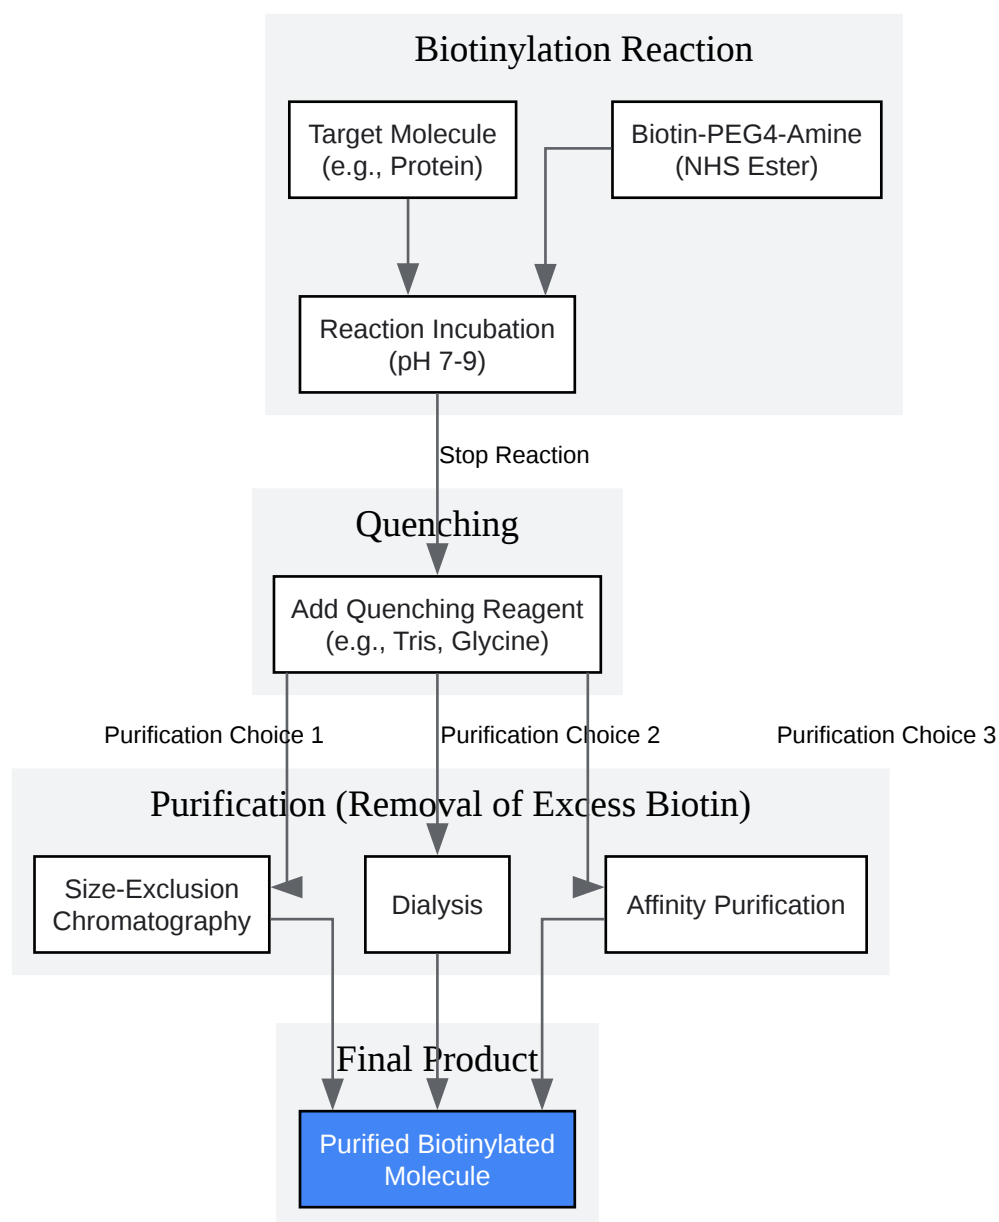 Biotinylation Reaction
Target Molecule
(e.g., Protein)
Biotin-PEG4-Amine
(NHS Ester)
Reaction Incubation
(pH 7-9)
Stop Reaction
Quenching
Add Quenching Reagent
(e.g., Tris, Glycine)
Purification Choice 1
Purification Choice 2
Purification Choice 3
Purification (Removal of Excess Biotin)
Size-Exclusion
Chromatography
Dialysis
Affinity Purification
Final Product
Purified Biotinylated
Molecule